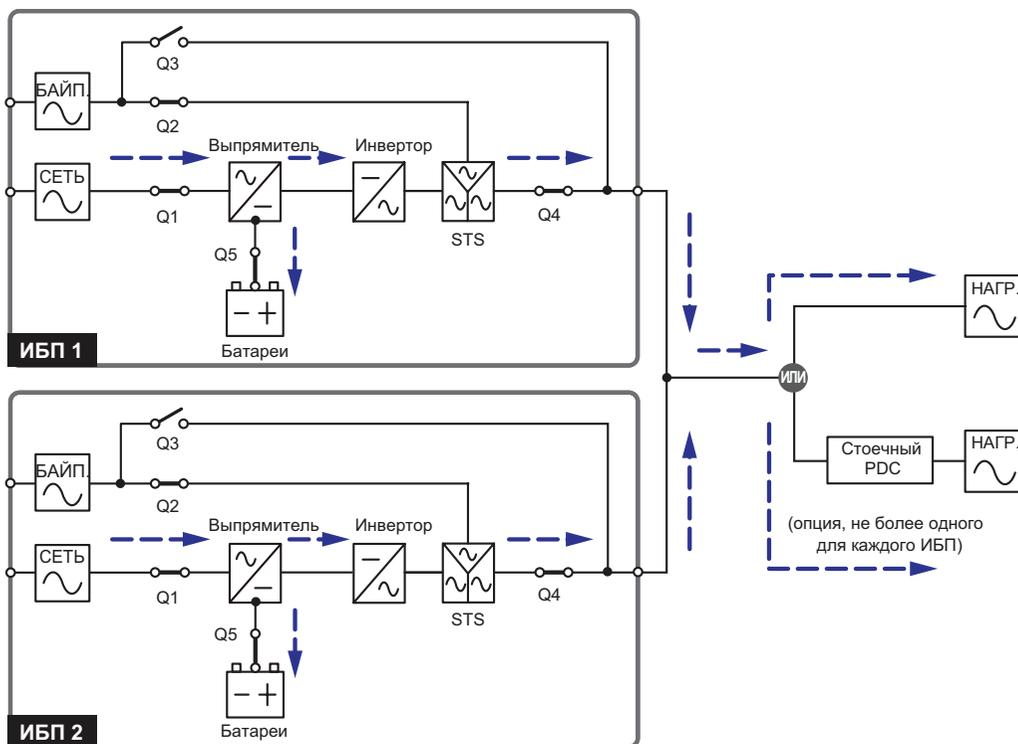 Q3
БАЙП.
Q2
Выпрямитель
Инвертор
СЕТЬ
Q1
STS
Q4
Q5
Батареи
ИБП 1
НАГР.
ИЛИ
Стоечный
PDC
НАГР.
(опция, не более одного
для каждого ИБП)
Q3
БАЙП.
Q2
Выпрямитель
Инвертор
СЕТЬ
Q1
STS
Q4
Q5
Батареи
ИБП 2